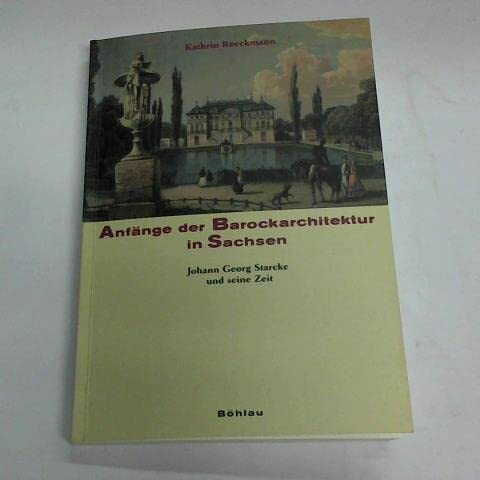 Kathrin Reeckmann
Anfänge der Barockarchitektur
in Sachsen
Johann Georg Starcke
und seine Zeit
Böhlau